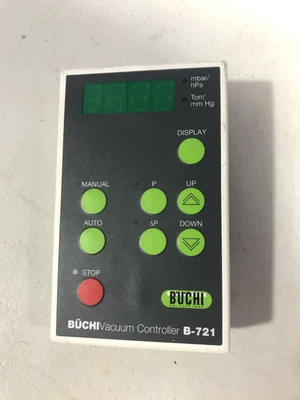 mbar/
hPa
Torr/
mm Hg
DISPLAY
MANUAL
P
UP
AUTO
ΔP
DOWN
STOP
BÜCHI
BÜCHI Vacuum Controller B-721